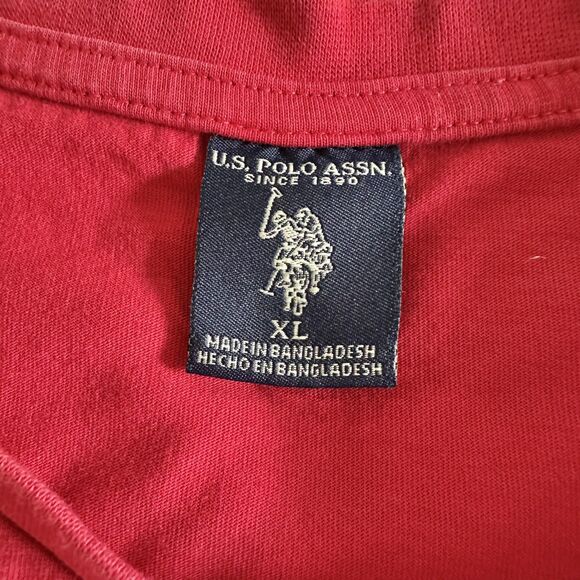 U.S. POLO ASSN.
SINCE 1890
XL
MADE IN BANGLADESH
HECHO EN BANGLADESH